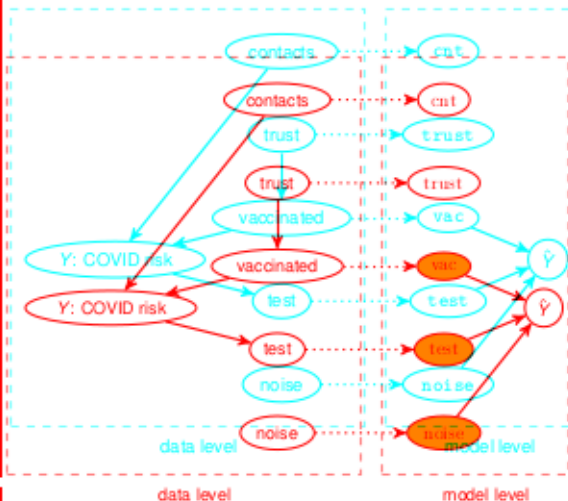 contacts cnt
contacts cnt
trust trust
trust trust
vaccinated vac
Y: COVID risk Ŷ
vaccinated vac
test test
Y: COVID risk Ŷ
test test
noise noise
noise noise
data level model level
data level model level